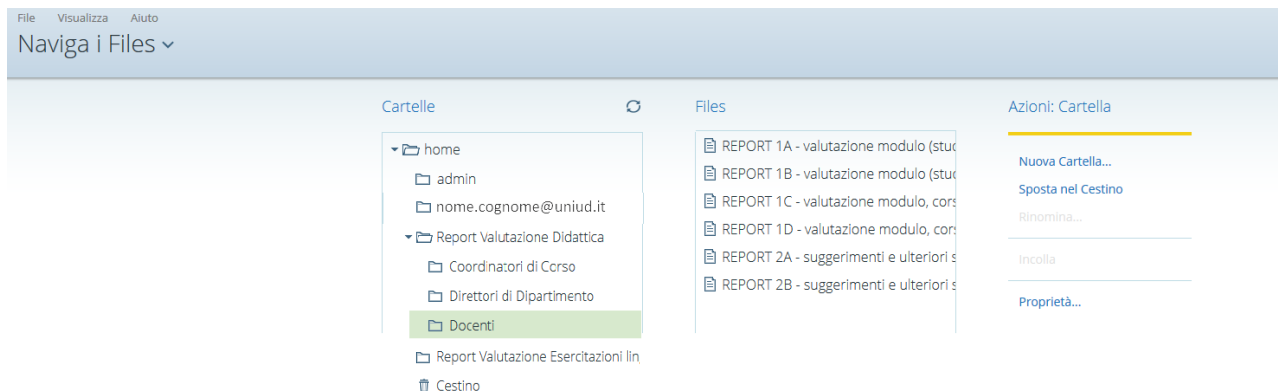 File Visualizza Aiuto
Naviga i Files
Cartelle
home
admin
nome.cognome@uniud.it
Report Valutazione Didattica
Coordinatori di Corso
Direttori di Dipartimento
Docenti
Report Valutazione Esercitazioni lin
Cestino
Files
REPORT 1A - valutazione modulo (stud
REPORT 1B - valutazione modulo (stud
REPORT 1C - valutazione modulo, cors
REPORT 1D - valutazione modulo, cors
REPORT 2A - suggerimenti e ulteriori s
REPORT 2B - suggerimenti e ulteriori s
Azioni: Cartella
Nuova Cartella...
Sposta nel Cestino
Rinomina...
Incolla
Proprietà...